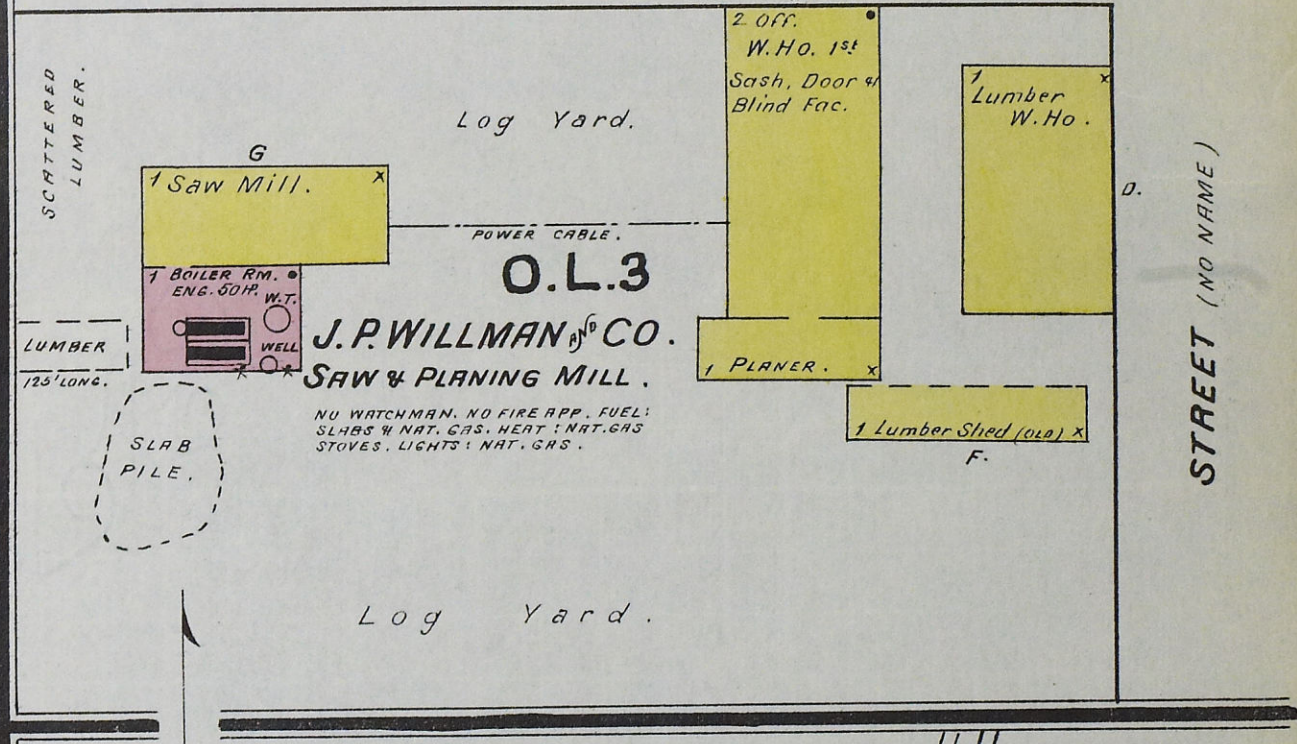 SCATTERED
LUMBER.
G
1 Saw Mill. x
Log Yard.
2 Off.
W.Ho. 1st
Sash, Door &
Blind Fac.
1 x
Lumber
W.Ho.
D.
STREET (NO NAME)
POWER CABLE.
O.L.3
1 BOILER RM.
ENG. 50 HP.
W.T.
WELL
LUMBER
125' LONG.
J.P. WILLMAN AND CO.
SAW & PLANING MILL.
NO WATCHMAN. NO FIRE APP. FUEL:
SLABS & NAT. GAS. HEAT: NAT. GAS
STOVES. LIGHTS: NAT. GAS.
1 PLANER. x
1 Lumber Shed (OLD) x
F.
SLAB
PILE.
Log Yard.